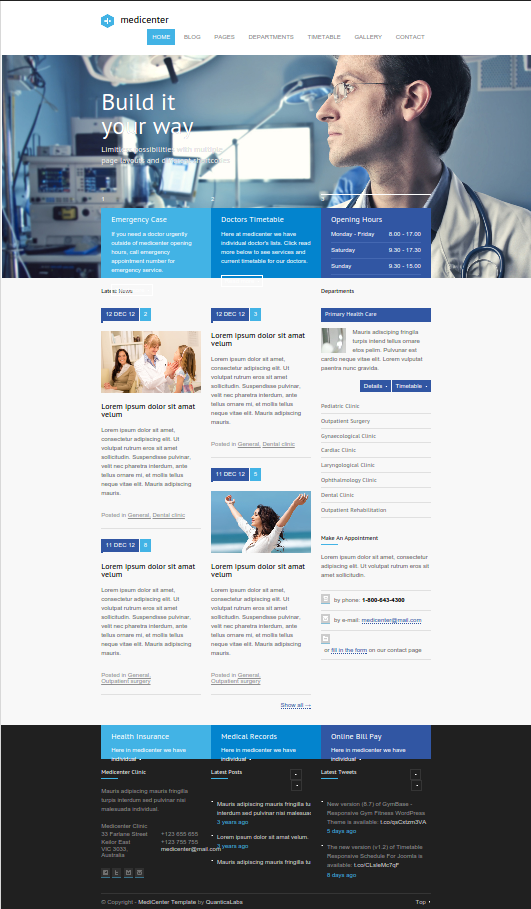 medicenter
HOME BLOG PAGES DEPARTMENTS TIMETABLE GALLERY CONTACT
Build it
your way
Limitless possibilities with multiple
page layouts and different shortcodes
1 2 3
Emergency Case
If you need a doctor urgently
outside of medicenter opening
hours, call emergency
appointment number for
emergency service.
Doctors Timetable
Here at medicenter we have
individual doctor's lists. Click read
more below to see services and
current timetable for our doctors.
Opening Hours
Monday - Friday 8.00 - 17.00
Saturday 9.30 - 17.30
Sunday 9.30 - 15.00
Latest News
12 DEC 12 2
Lorem ipsum dolor sit amat
velum
Lorem ipsum dolor sit amet,
consectetur adipiscing elit. Ut
volutpat rutrum eros sit amet
sollicitudin. Suspendisse pulvinar,
velit nec pharetra interdum, ante
tellus ornare mi, et mollis tellus
neque vitae elit. Mauris adipiscing
mauris.
Posted in General, Dental clinic
11 DEC 12 8
Lorem ipsum dolor sit amat
velum
Lorem ipsum dolor sit amet,
consectetur adipiscing elit. Ut
volutpat rutrum eros sit amet
sollicitudin. Suspendisse pulvinar,
velit nec pharetra interdum, ante
tellus ornare mi, et mollis tellus
neque vitae elit. Mauris adipiscing
mauris.
Posted in General,
Outpatient surgery
12 DEC 12 3
Lorem ipsum dolor sit amat
velum
Lorem ipsum dolor sit amet,
consectetur adipiscing elit. Ut
volutpat rutrum eros sit amet
sollicitudin. Suspendisse pulvinar,
velit nec pharetra interdum, ante
tellus ornare mi, et mollis tellus
neque vitae elit. Mauris adipiscing
mauris.
Posted in General, Dental clinic
11 DEC 12 5
Lorem ipsum dolor sit amat
velum
Lorem ipsum dolor sit amet,
consectetur adipiscing elit. Ut
volutpat rutrum eros sit amet
sollicitudin. Suspendisse pulvinar,
velit nec pharetra interdum, ante
tellus ornare mi, et mollis tellus
neque vitae elit. Mauris adipiscing
mauris.
Posted in General,
Outpatient surgery
Show all →
Departments
Primary Health Care
Mauris adipiscing fringilla
turpis interd tellus ornare
etos pelim. Pulvunar est
cardio neque vitae elit. Lorem vulputat
paentra nunc gravida.
Details Timetable
Pediatric Clinic
Outpatient Surgery
Gynaecological Clinic
Cardiac Clinic
Laryngological Clinic
Ophthalmology Clinic
Dental Clinic
Outpatient Rehabilitation
Make An Appointment
Lorem ipsum dolor sit amet,
consectetur adipiscing elit. Ut
volutpat rutrum eros sit
amet sollicitudin.
by phone: 1-800-643-4300
by e-mail: medicenter@mail.com
or fill in the form on our contact page
Health Insurance
Here in medicenter we have
individual
Medical Records
Here in medicenter we have
individual
Online Bill Pay
Here in medicenter we have
individual
Medicenter Clinic
Mauris adipiscing mauris fringilla
turpis interdum sed pulvinar nisi
malesuada individual.
Medicenter Clinic
33 Farlane Street +123 655 655
Keilor East +123 755 755
VIC 3033, medicenter@mail.com
Australia
Latest Posts
Mauris adipiscing mauris fringilla tu
interdum sed pulvinar nisi malesuac
3 years ago
Lorem ipsum dolor sit amat velum.
3 years ago
Mauris adipiscing mauris fringilla tu
Latest Tweets
New version (6.7) of GymBase -
Responsive Gym Fitness WordPress
Theme is available:
5 days ago
The new version (v1.2) of Timetable
Responsive Schedule For Joomla is
available:
8 days ago
© Copyright - MediCenter Template by QuanticaLabs
Top